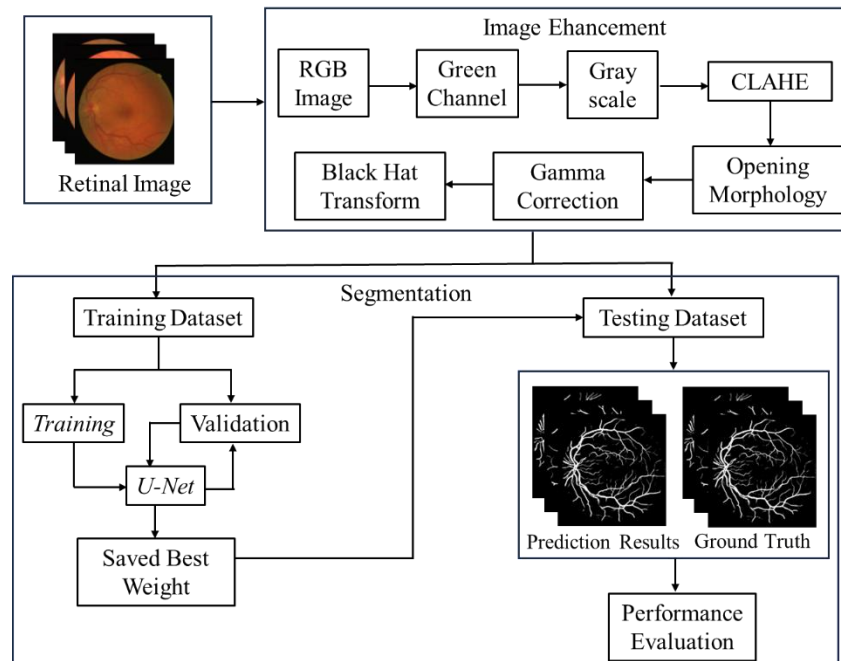 Image Ehancement
RGB
Image
Green
Channel
Gray
scale
CLAHE
Retinal Image
Black Hat
Transform
Gamma
Correction
Opening
Morphology
Segmentation
Training Dataset
Testing Dataset
Training
Validation
U-Net
Saved Best
Weight
Prediction Results
Ground Truth
Performance
Evaluation